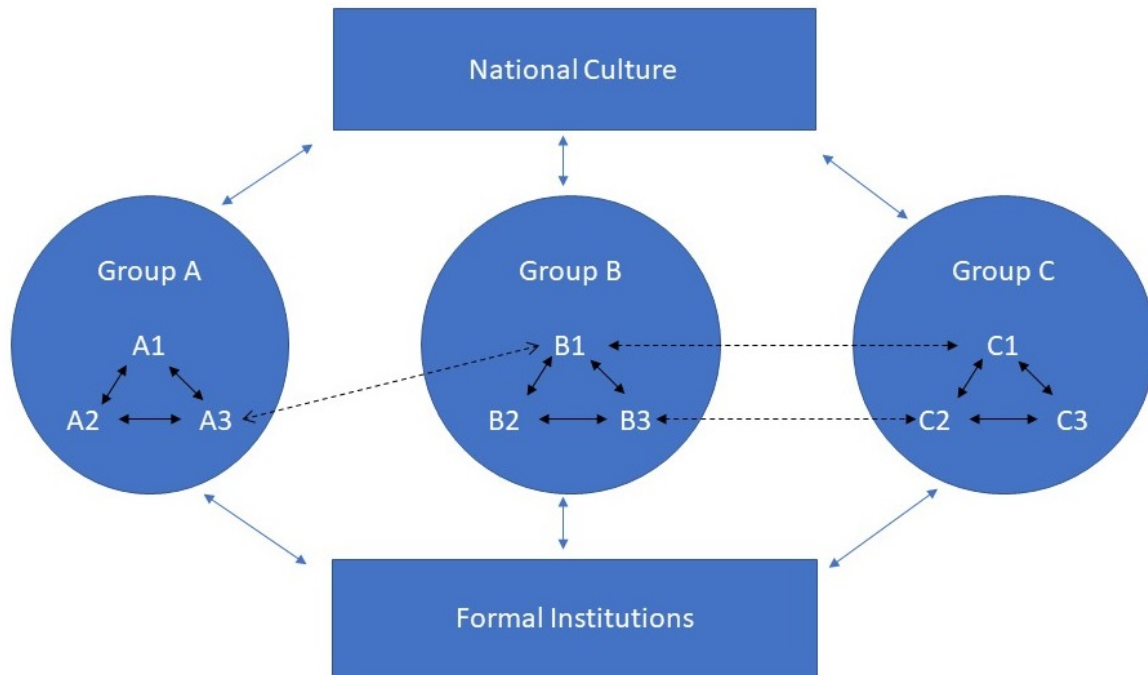 National Culture
Group A
Group B
Group C
A1
B1
C1
A2
A3
B2
B3
C2
C3
Formal Institutions